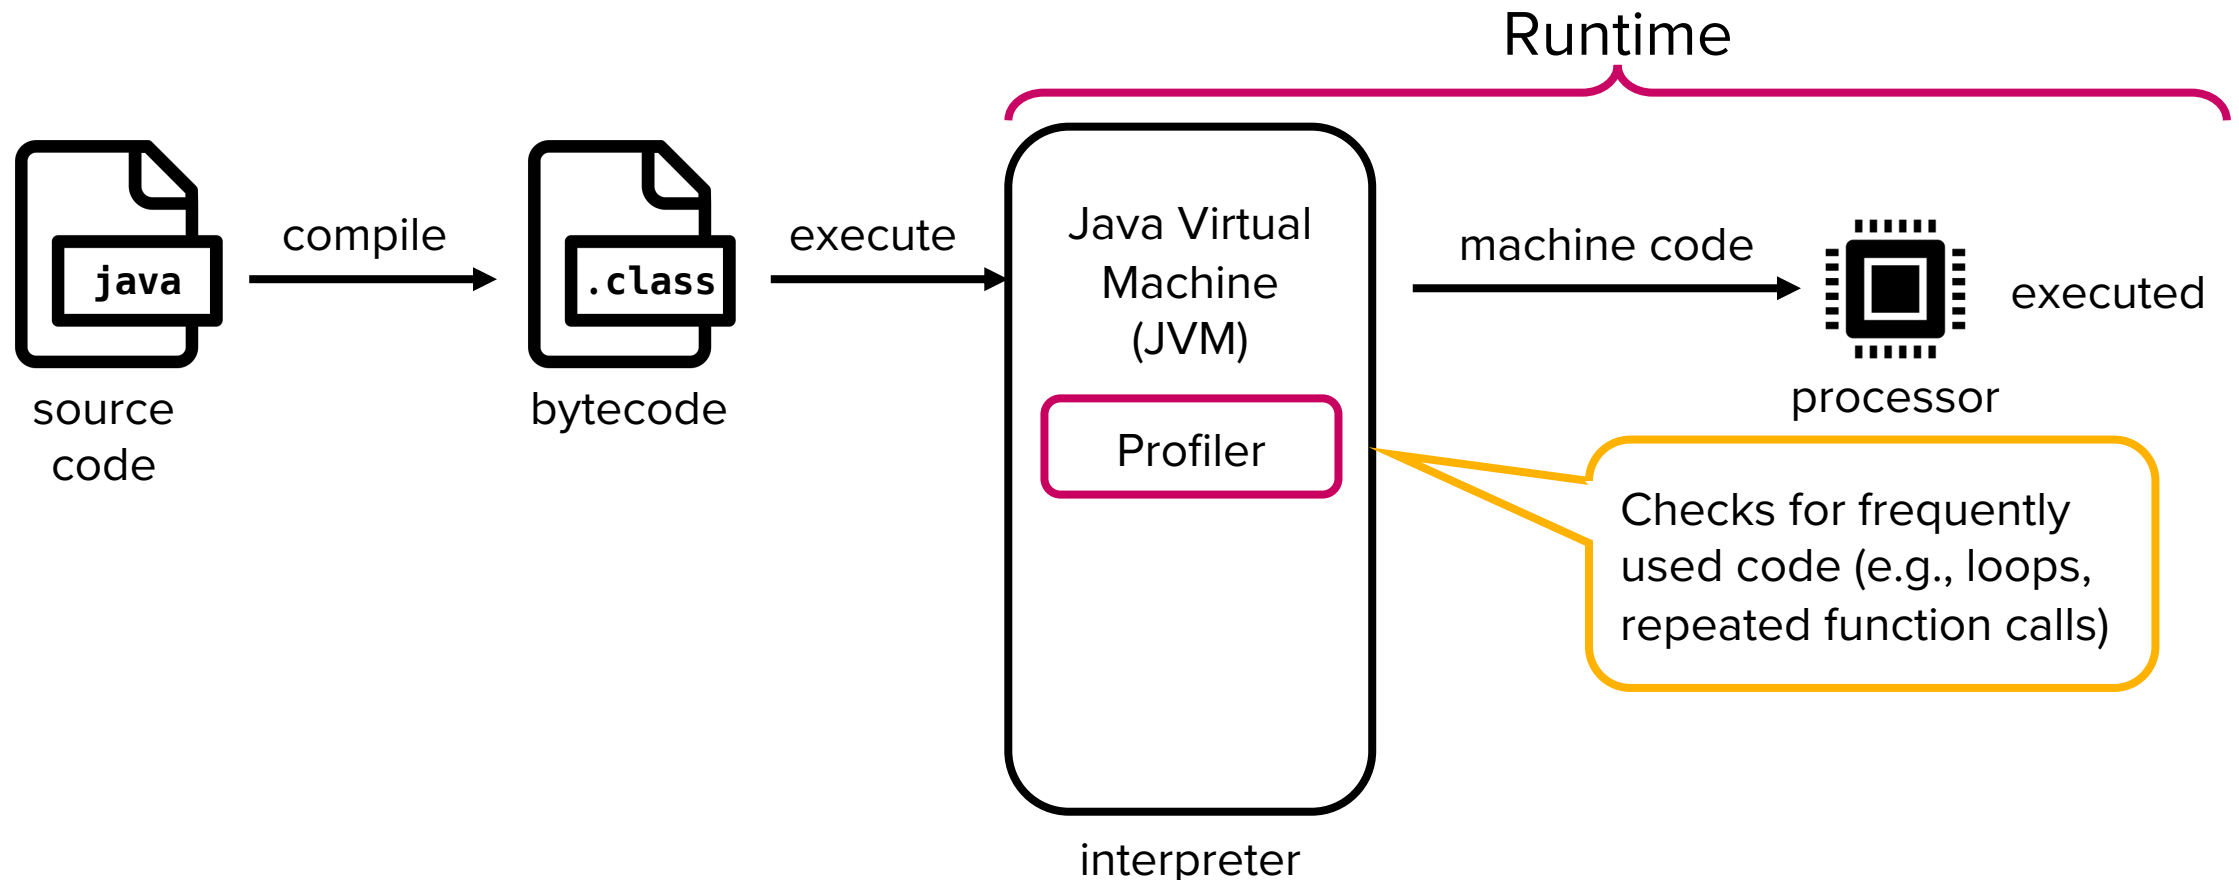 Runtime
java
source
code
compile
.class
bytecode
execute
Java Virtual
Machine
(JVM)
Profiler
interpreter
machine code
processor
executed
Checks for frequently
used code (e.g., loops,
repeated function calls)